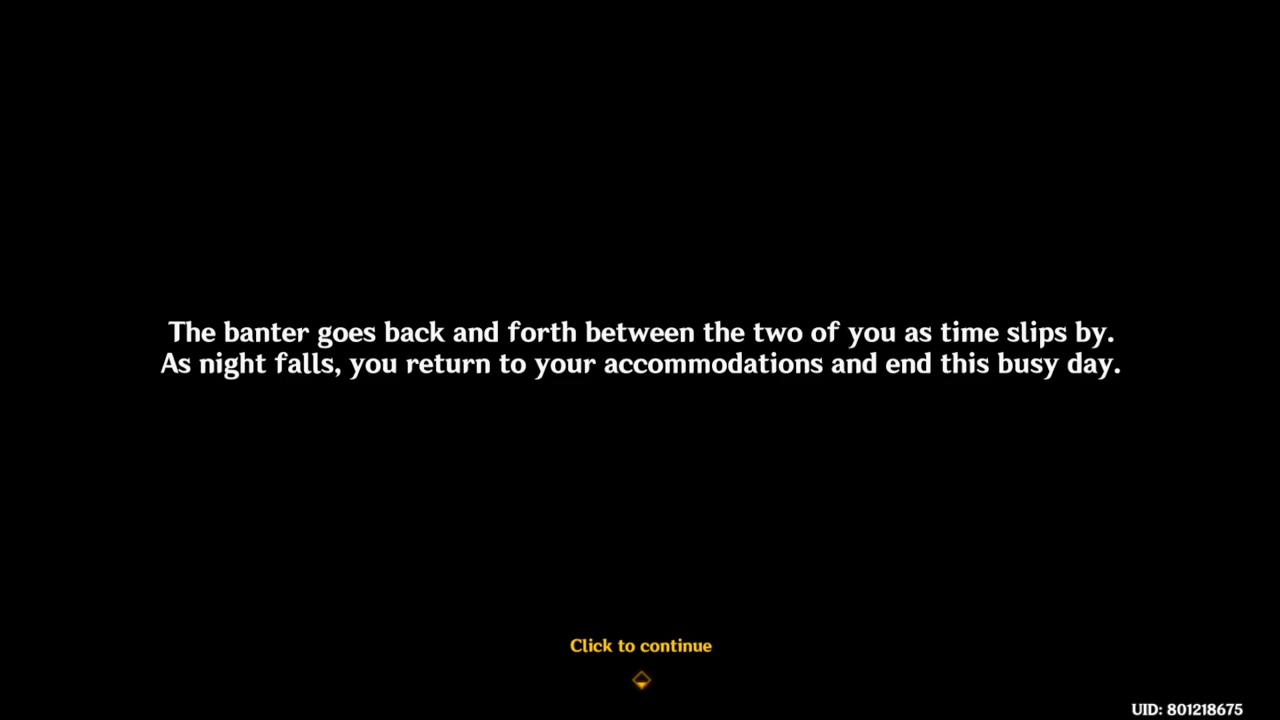 The banter goes back and forth between the two of you as time slips by.
As night falls, you return to your accommodations and end this busy day.
Click to continue
UID: 801218675